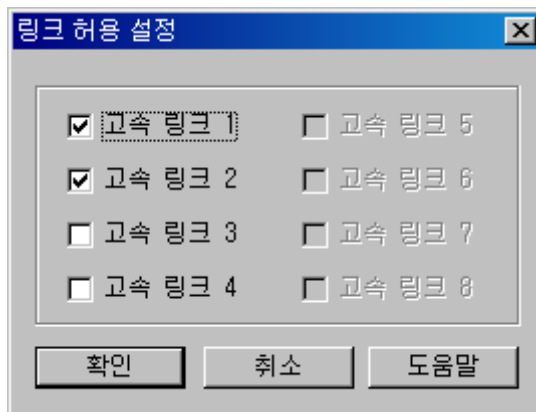 링크 허용 설정
고속 링크 1 고속 링크 5
고속 링크 2 고속 링크 6
고속 링크 3 고속 링크 7
고속 링크 4 고속 링크 8
확인 취소 도움말